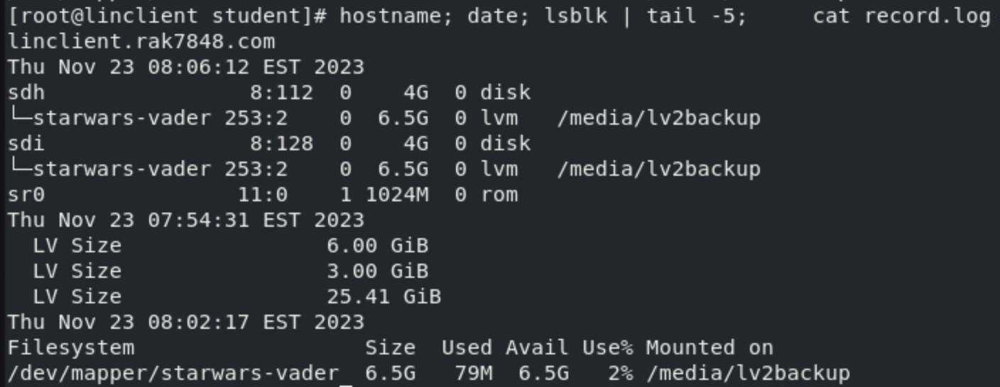 [root@linclient student]# hostname; date; lsblk | tail -5;     cat record.log
linclient.rak7848.com
Thu Nov 23 08:06:12 EST 2023
sdh                8:112  0    4G  0 disk
└─starwars-vader 253:2    0  6.5G  0 lvm   /media/lv2backup
sdi                8:128  0    4G  0 disk
└─starwars-vader 253:2    0  6.5G  0 lvm   /media/lv2backup
sr0               11:0    1 1024M  0 rom
Thu Nov 23 07:54:31 EST 2023
  LV Size                6.00 GiB
  LV Size                3.00 GiB
  LV Size                25.41 GiB
Thu Nov 23 08:02:17 EST 2023
Filesystem                  Size  Used Avail Use% Mounted on
/dev/mapper/starwars-vader  6.5G   79M  6.5G   2% /media/lv2backup